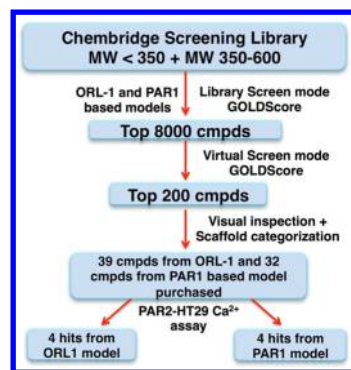 Chembridge Screening Library
MW < 350 + MW 350-600
ORL-1 and PAR1
based models
Library Screen mode
GOLDScore
Top 8000 cmpds
Virtual Screen mode
GOLDScore
Top 200 cmpds
Visual inspection +
Scaffold categorization
39 cmpds from ORL-1 and 32
cmpds from PAR1 based model
purchased
PAR2-HT29 Ca²⁺
assay
4 hits from
ORL1 model
4 hits from
PAR1 model